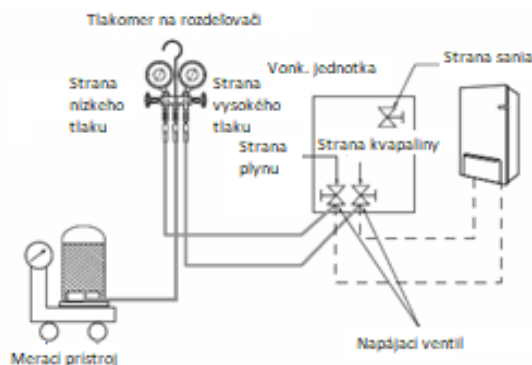 Tlakomer na rozdeľovači
Strana
nízkeho
tlaku
Strana
vysokého
tlaku
Vonk. jednotka
Strana sania
Strana
plynu
Strana kvapaliny
Napájací ventil
Merací prístroj